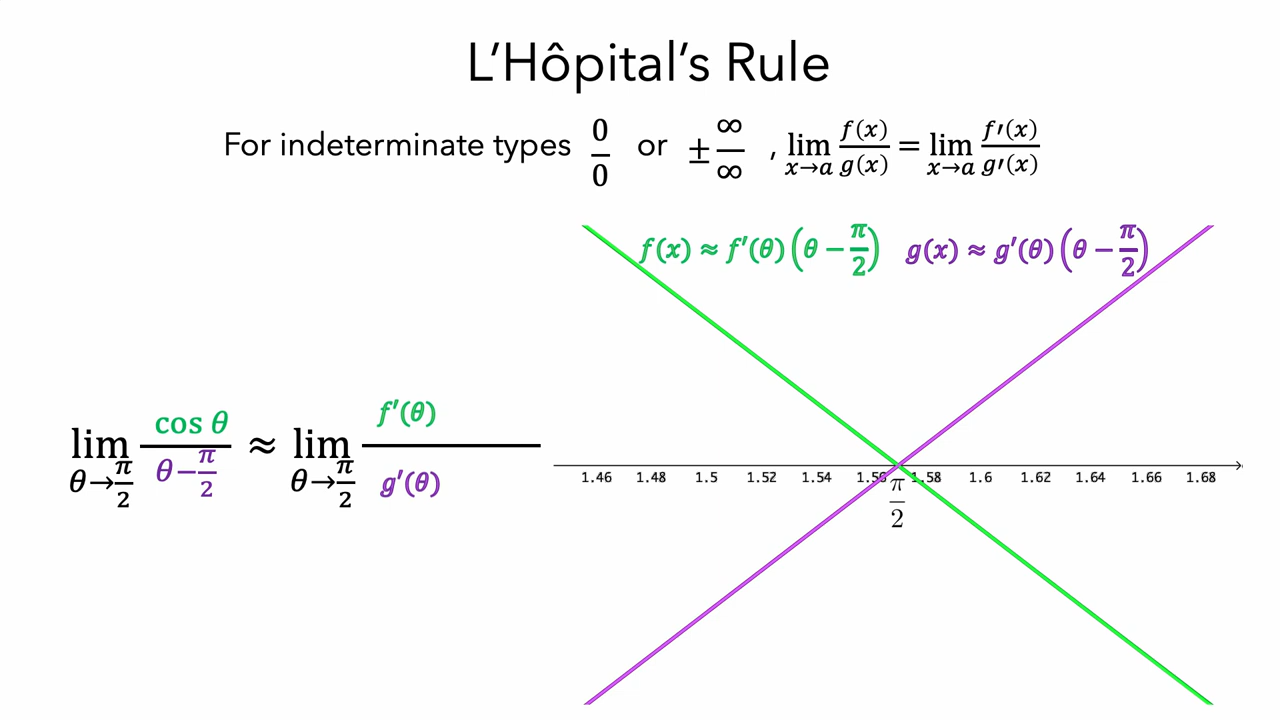 L’Hôpital’s Rule
For indeterminate types 0/0 or ±∞/∞ , lim x→a f(x)/g(x) = lim x→a f′(x)/g′(x)
f(x) ≈ f′(θ)(θ − π/2) g(x) ≈ g′(θ)(θ − π/2)
lim θ→π/2 cos θ / θ−π/2 ≈ lim θ→π/2 f′(θ) / g′(θ)
1.46 1.48 1.5 1.52 1.54 1.56 1.58 1.6 1.62 1.64 1.66 1.68
π/2